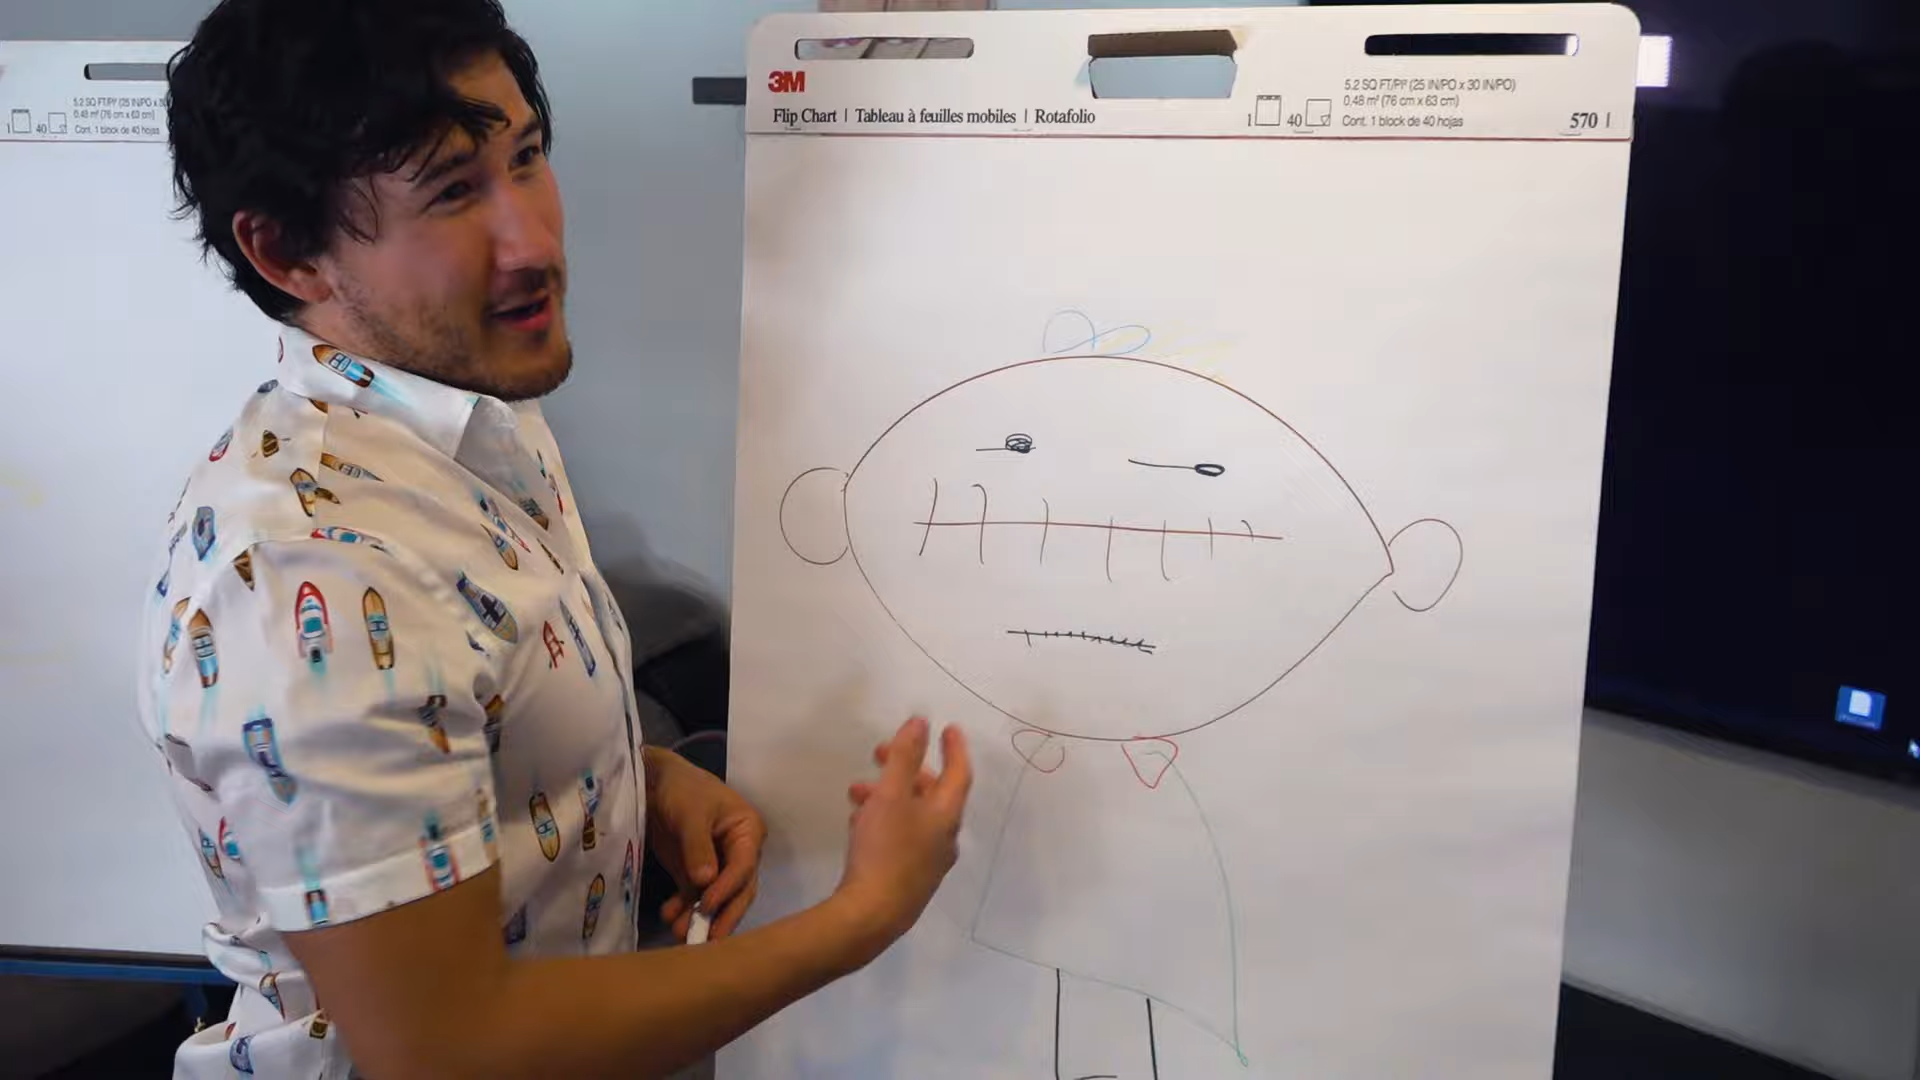 5.2 SQ FT/PI² (25 IN/PO x 30
0.48 m² (76 cm x 63 cm)
1 40 Cont. 1 block de 40 hojas
3M
Flip Chart | Tableau à feuilles mobiles | Rotafolio
5.2 SQ FT/PI² (25 IN/PO x 30 IN/PO)
0.48 m² (76 cm x 63 cm)
1 40 Cont. 1 block de 40 hojas
570